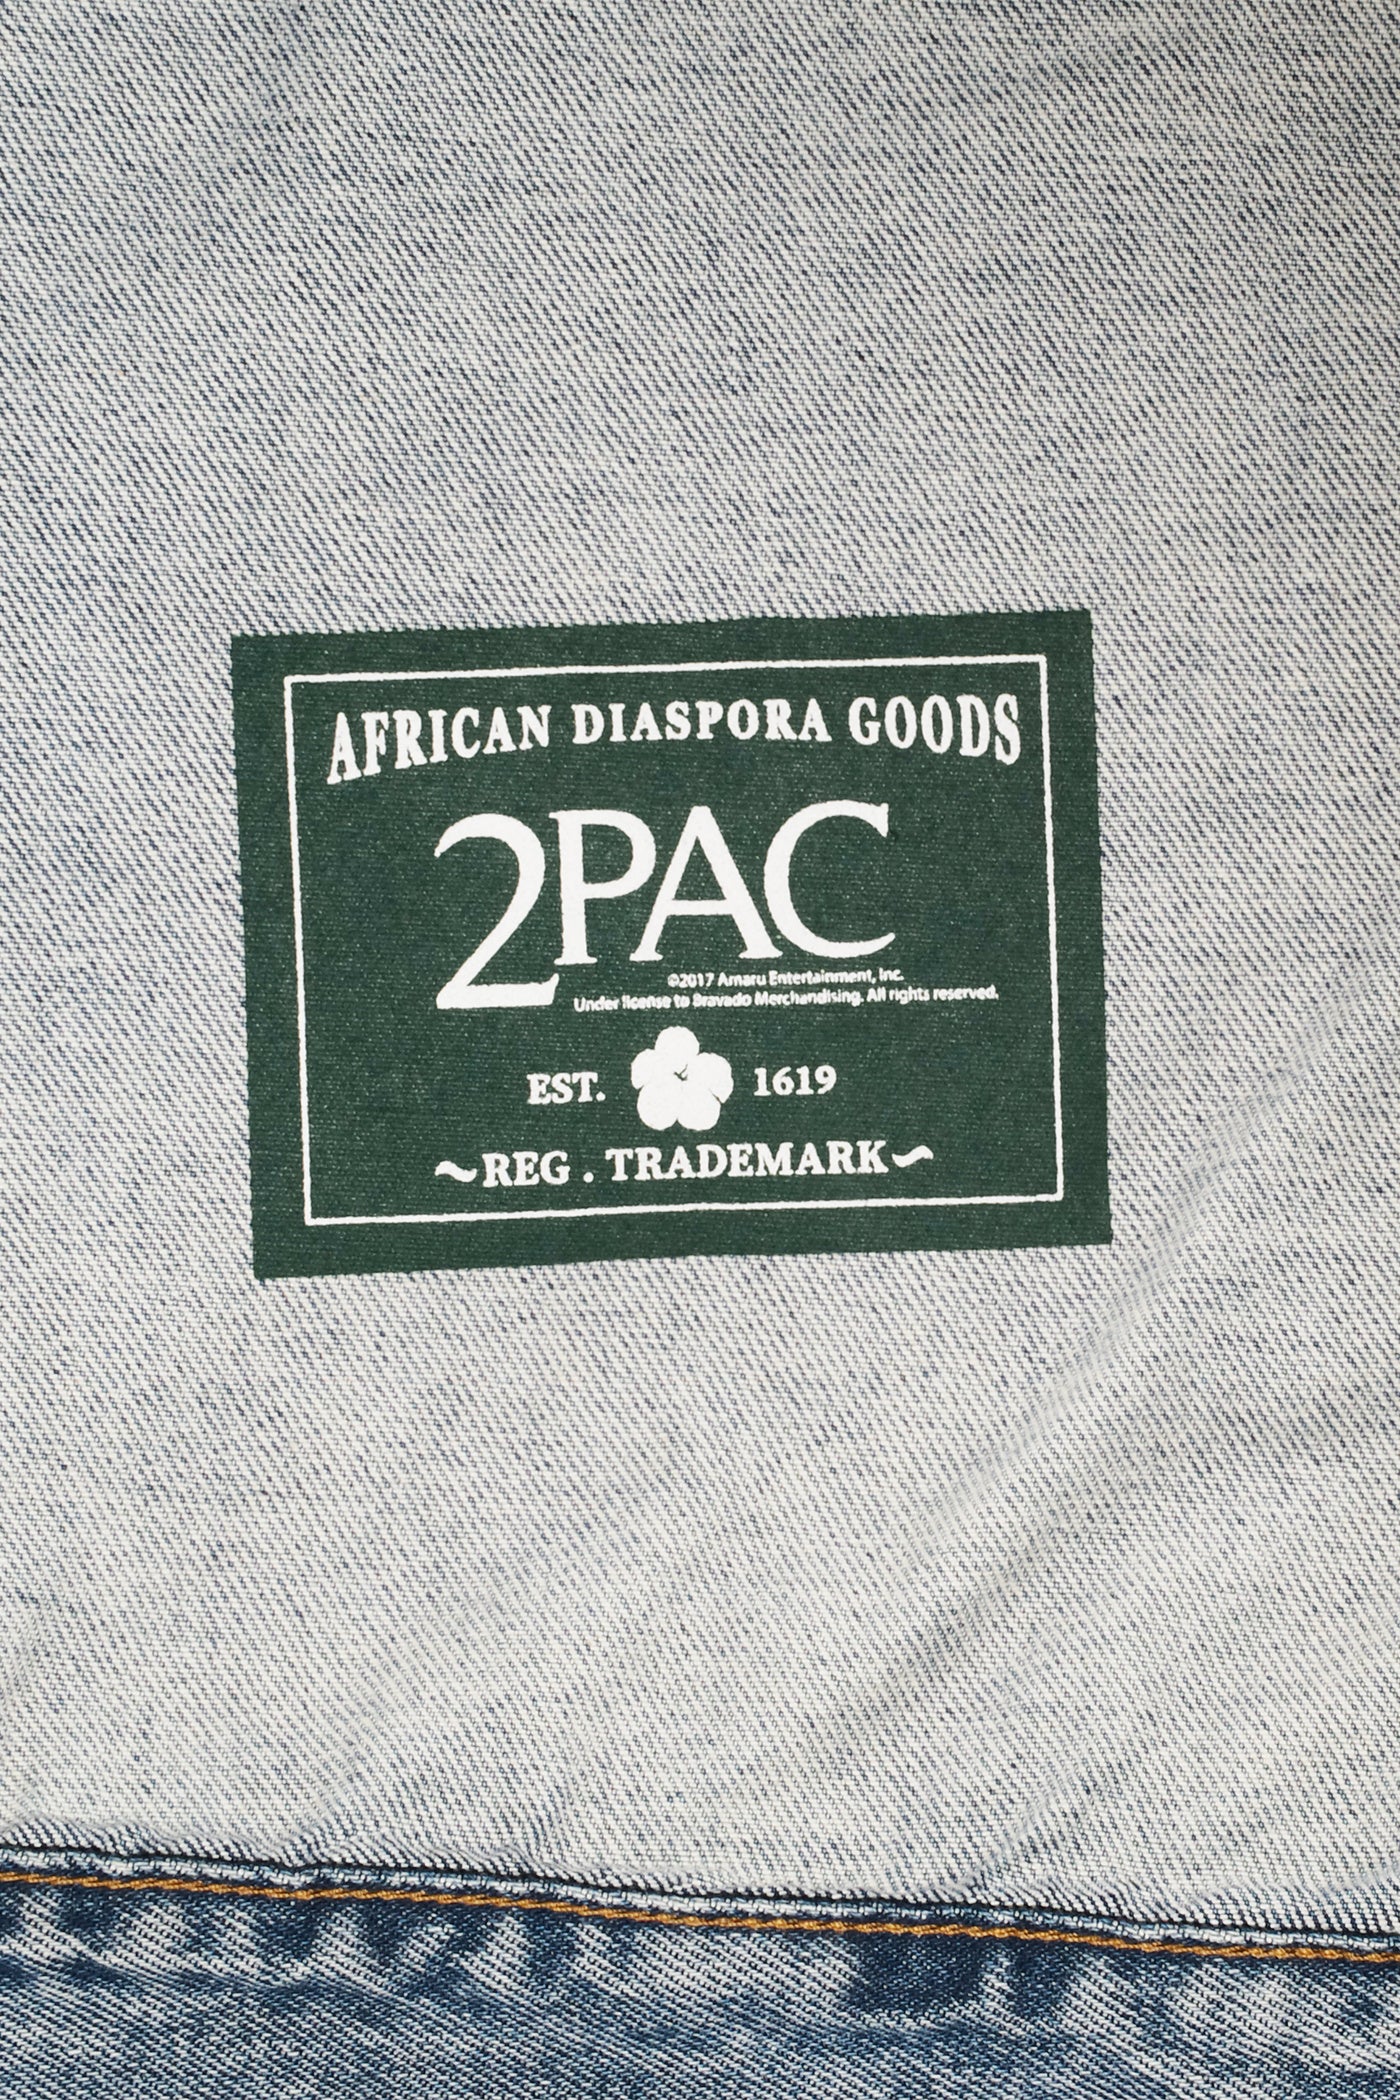 AFRICAN DIASPORA GOODS
2PAC
©2017 Amaru Entertainment, Inc.
Under license to Bravado Merchandising. All rights reserved.
EST. 1619
~REG . TRADEMARK~